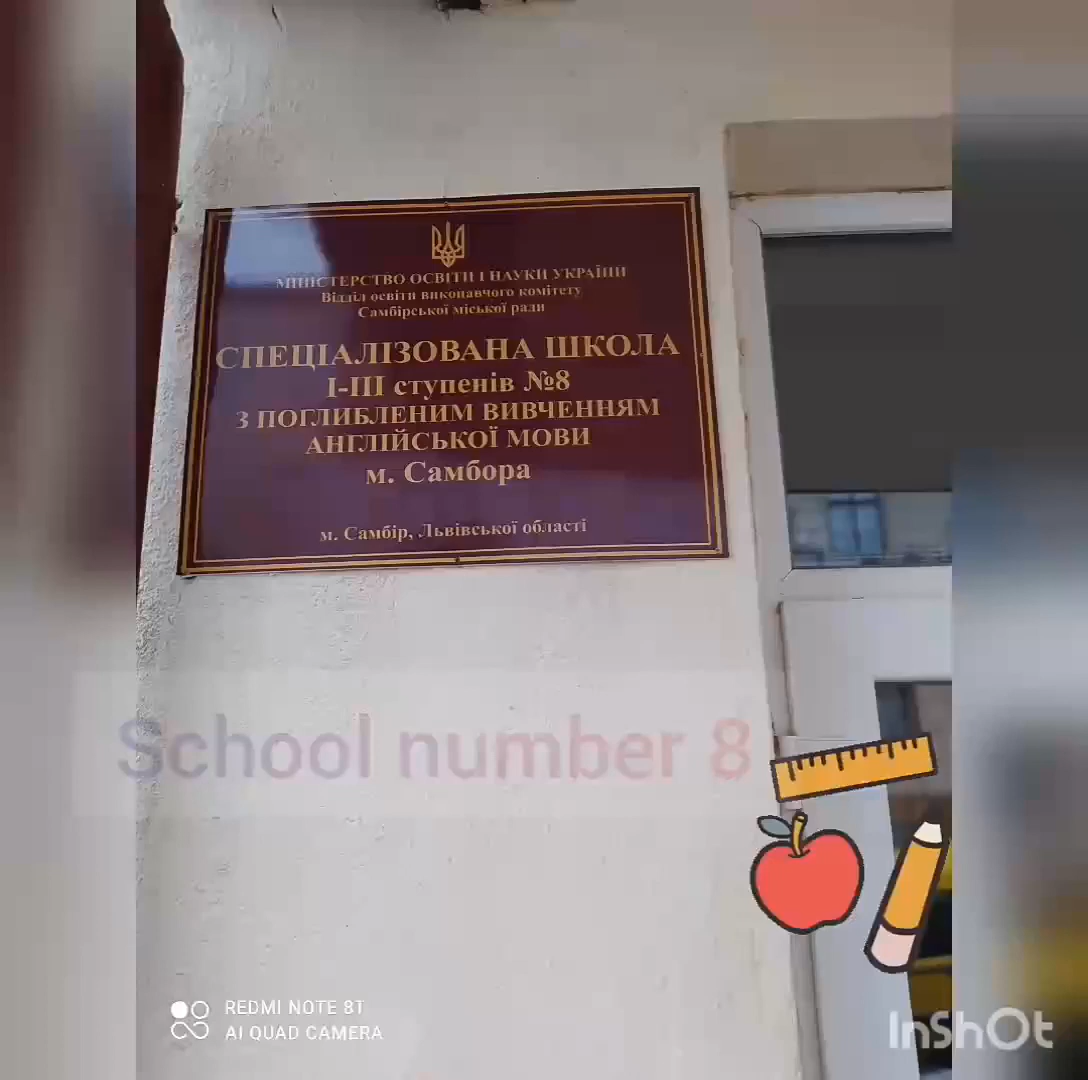 МІНІСТЕРСТВО ОСВІТИ І НАУКИ УКРАЇНИ
Відділ освіти виконавчого комітету
Самбірської міської ради
СПЕЦІАЛІЗОВАНА ШКОЛА
І-ІІІ ступенів №8
З ПОГЛИБЛЕНИМ ВИВЧЕННЯМ
АНГЛІЙСЬКОЇ МОВИ
м. Самбора
м. Самбір, Львівської області
School number 8
REDMI NOTE 8T
AI QUAD CAMERA
InShOt